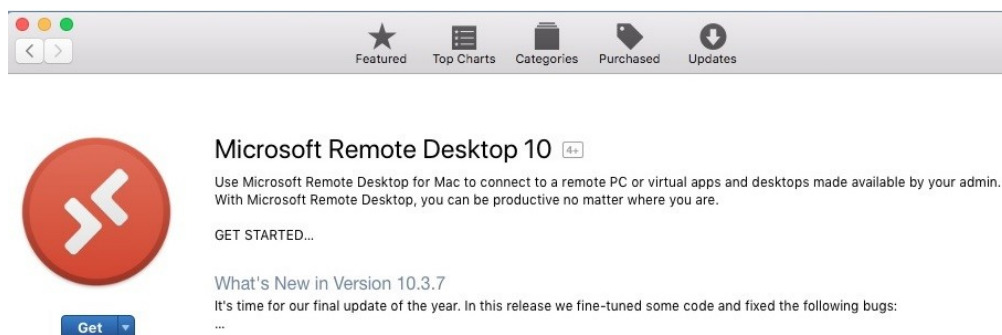 Featured Top Charts Categories Purchased Updates
Microsoft Remote Desktop 10 4+
Use Microsoft Remote Desktop for Mac to connect to a remote PC or virtual apps and desktops made available by your admin.
With Microsoft Remote Desktop, you can be productive no matter where you are.
GET STARTED...
What's New in Version 10.3.7
It's time for our final update of the year. In this release we fine-tuned some code and fixed the following bugs:
...
Get